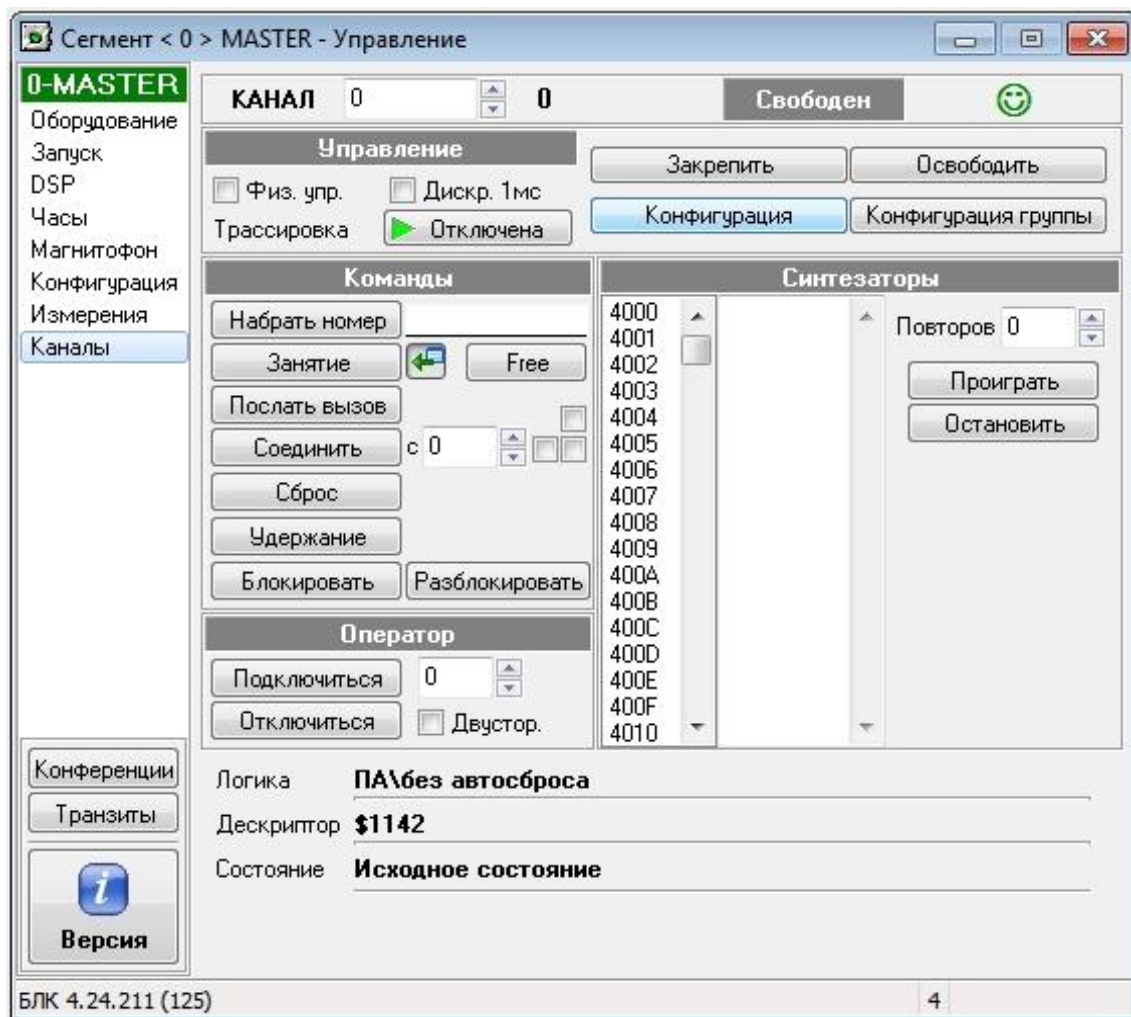 Сегмент < 0 > MASTER - Управление
0-MASTER
Оборудование
Запуск
DSP
Часы
Магнитофон
Конфигурация
Измерения
Каналы
Конференции
Транзиты
Версия
КАНАЛ 0 0 Свободен
Управление
Физ. упр. Дискр. 1мс
Трассировка Отключена
Закрепить Освободить
Конфигурация Конфигурация группы
Команды
Набрать номер
Занятие Free
Послать вызов
Соединить с 0
Сброс
Удержание
Блокировать Разблокировать
Оператор
Подключиться 0
Отключиться Двустор.
Синтезаторы
4000
4001
4002
4003
4004
4005
4006
4007
4008
4009
400A
400B
400C
400D
400E
400F
4010
Повторов 0
Проиграть
Остановить
Логика ПА\без автосброса
Дескриптор $1142
Состояние Исходное состояние
БЛК 4.24.211 (125) 4